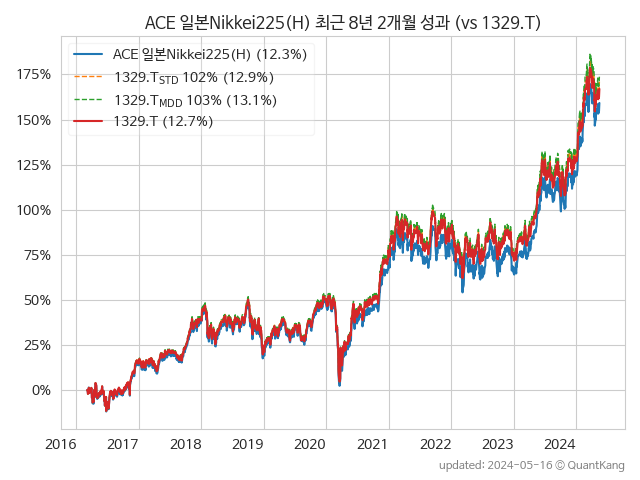 ACE 일본Nikkei225(H) 최근 8년 2개월 성과 (vs 1329.T)
ACE 일본Nikkei225(H) (12.3%)
1329.T_STD 102% (12.9%)
1329.T_MDD 103% (13.1%)
1329.T (12.7%)
175%
150%
125%
100%
75%
50%
25%
0%
2016 2017 2018 2019 2020 2021 2022 2023 2024
updated: 2024-05-16 © QuantKang